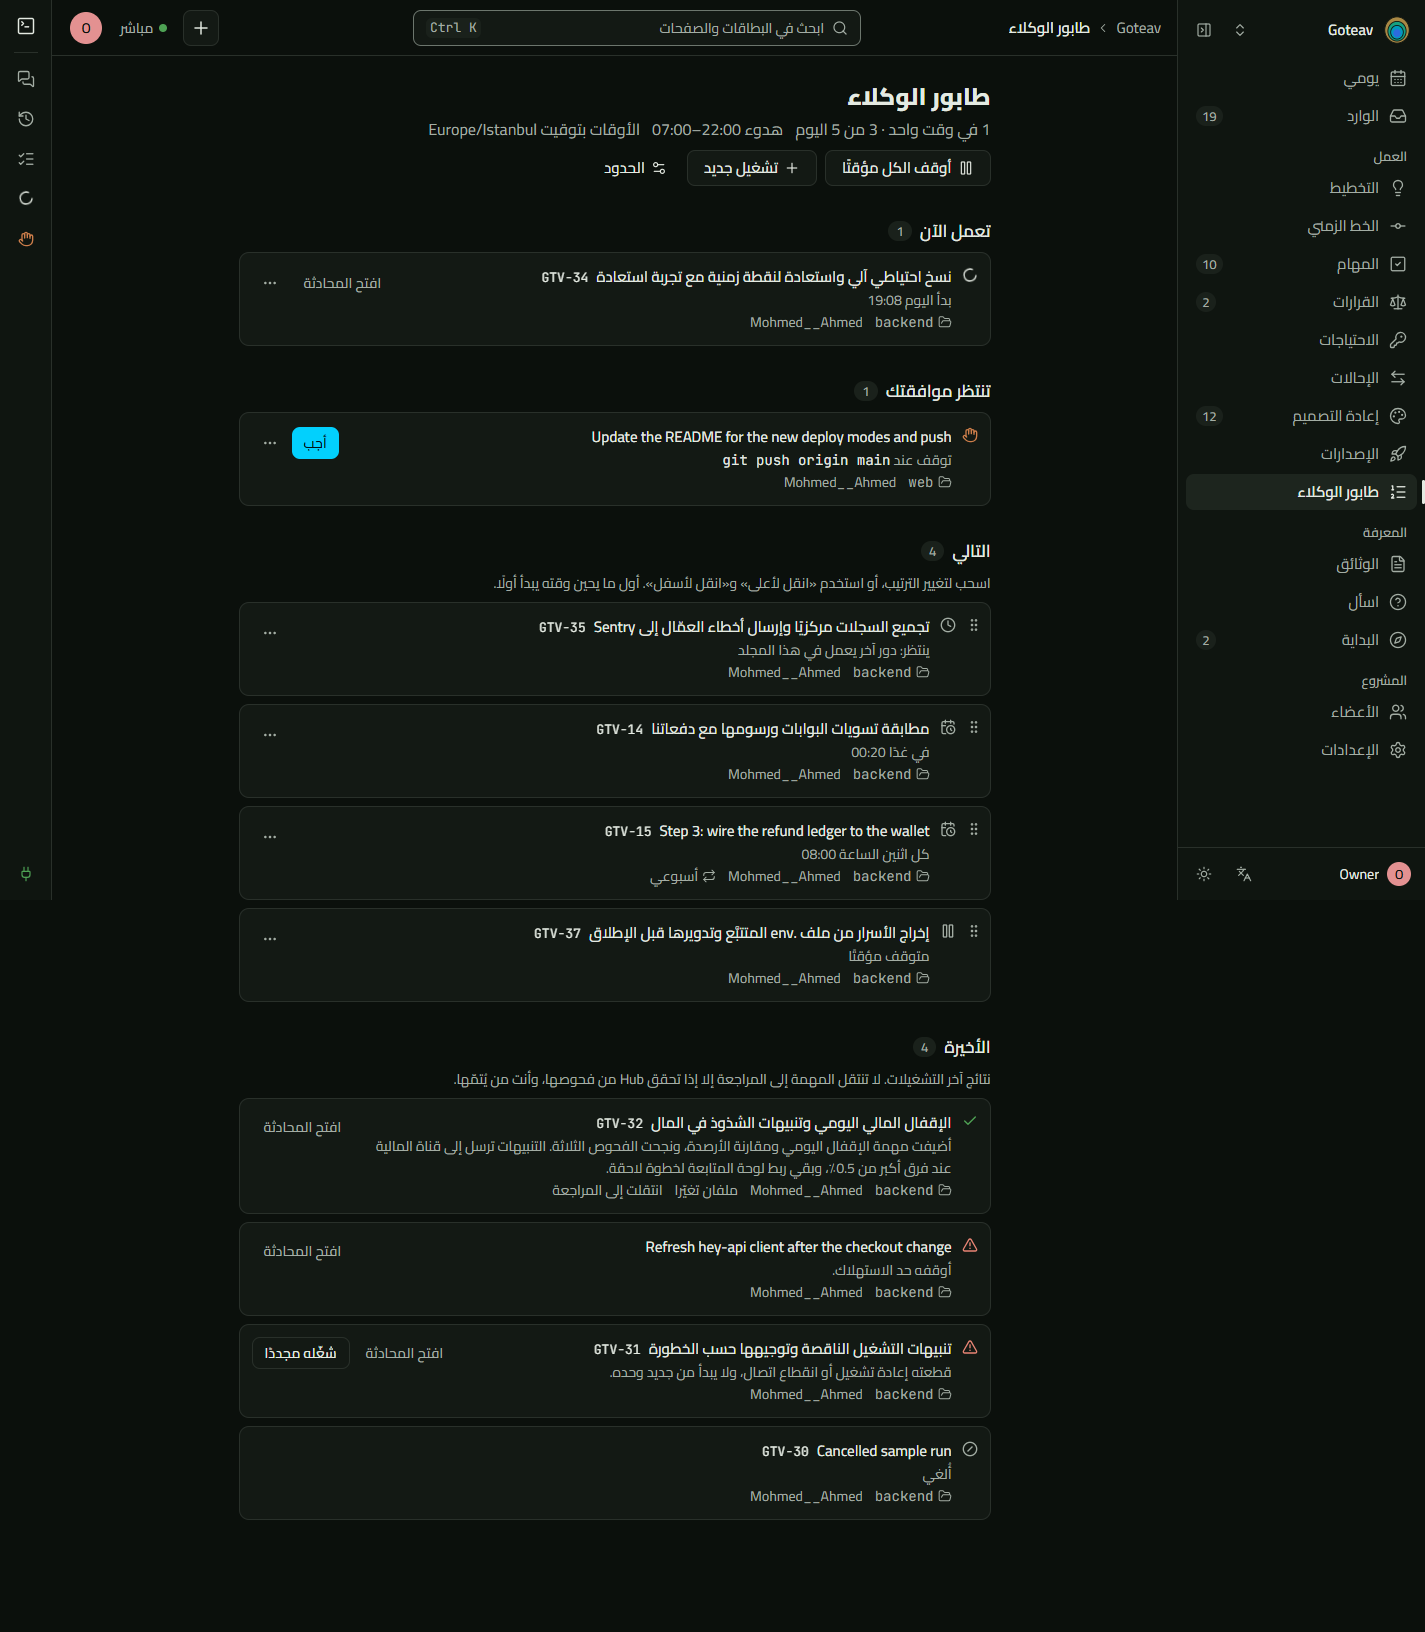 Goteav
يومي
الوارد 19
العمل
التخطيط
الخط الزمني
المهام 10
القرارات 2
الاحتياجات
الإحالات
إعادة التصميم 12
الإصدارات
طابور الوكلاء
المعرفة
الوثائق
اسأل
البداية 2
المشروع
الأعضاء
الإعدادات
O Owner
Goteav › طابور الوكلاء
ابحث في البطاقات والصفحات Ctrl K
مباشر
O
طابور الوكلاء
1 في وقت واحد · 3 من 5 اليوم هدوء 22:00–07:00 الأوقات بتوقيت Europe/Istanbul
أوقف الكل مؤقتًا
تشغيل جديد
الحدود
تعمل الآن 1
نسخ احتياطي آلي واستعادة لنقطة زمنية مع تجربة استعادة GTV-34
افتح المحادثة
بدأ اليوم 19:08
backend Mohmed__Ahmed
تنتظر موافقتك 1
Update the README for the new deploy modes and push
أجب
توقف عند git push origin main
web Mohmed__Ahmed
التالي 4
اسحب لتغيير الترتيب، أو استخدم «انقل لأعلى» و«انقل لأسفل». أول ما يحين وقته يبدأ أولًا.
تجميع السجلات مركزيًا وإرسال أخطاء العمّال إلى Sentry GTV-35
ينتظر: دور آخر يعمل في هذا المجلد
backend Mohmed__Ahmed
مطابقة تسويات البوابات ورسومها مع دفعاتنا GTV-14
في غدًا 00:20
backend Mohmed__Ahmed
Step 3: wire the refund ledger to the wallet GTV-15
كل اثنين الساعة 08:00
backend Mohmed__Ahmed أسبوعي
إخراج الأسرار من ملف .env المتتبَّع وتدويرها قبل الإطلاق GTV-37
متوقف مؤقتًا
backend Mohmed__Ahmed
الأخيرة 4
نتائج آخر التشغيلات. لا تنتقل المهمة إلى المراجعة إلا إذا تحقق Hub من فحوصها، وأنت من يُتمّها.
الإقفال المالي اليومي وتنبيهات الشذوذ في المال GTV-32
افتح المحادثة
أضيفت مهمة الإقفال اليومي ومقارنة الأرصدة، ونجحت الفحوص الثلاثة. التنبيهات ترسل إلى قناة المالية
عند فرق أكبر من 0.5٪، وبقي ربط لوحة المتابعة لخطوة لاحقة.
backend Mohmed__Ahmed ملفان تغيّرا انتقلت إلى المراجعة
Refresh hey-api client after the checkout change
افتح المحادثة
أوقفه حد الاستهلاك.
backend Mohmed__Ahmed
تنبيهات التشغيل الناقصة وتوجيهها حسب الخطورة GTV-31
افتح المحادثة
شغّله مجددًا
قطعته إعادة تشغيل أو انقطاع اتصال، ولا يبدأ من جديد وحده.
backend Mohmed__Ahmed
Cancelled sample run GTV-30
أُلغي
backend Mohmed__Ahmed